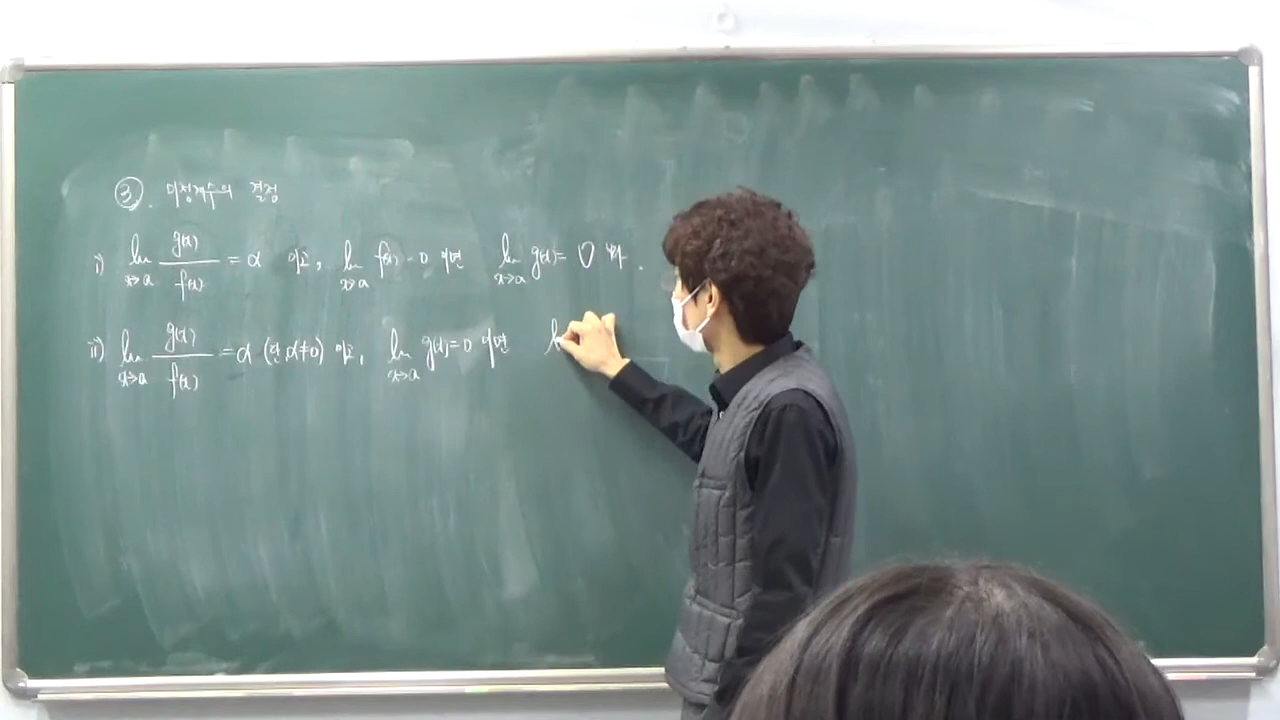 ③. 미정계수의 결정
i) lim x→a g(x)/f(x) = α 이고, lim x→a f(x) = 0 이면 lim x→a g(x) = 0 이다.
ii) lim x→a g(x)/f(x) = α (단, α≠0) 이고, lim x→a g(x) = 0 이면